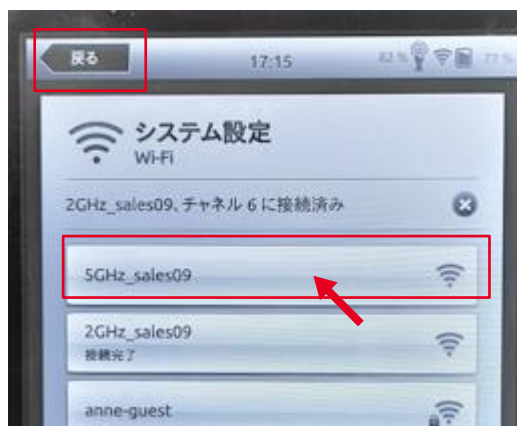 戻る
17:15
82 %
77 %
システム設定
Wi-Fi
2GHz_sales09、チャネル 6 に接続済み
5GHz_sales09
2GHz_sales09
接続完了
anne-guest